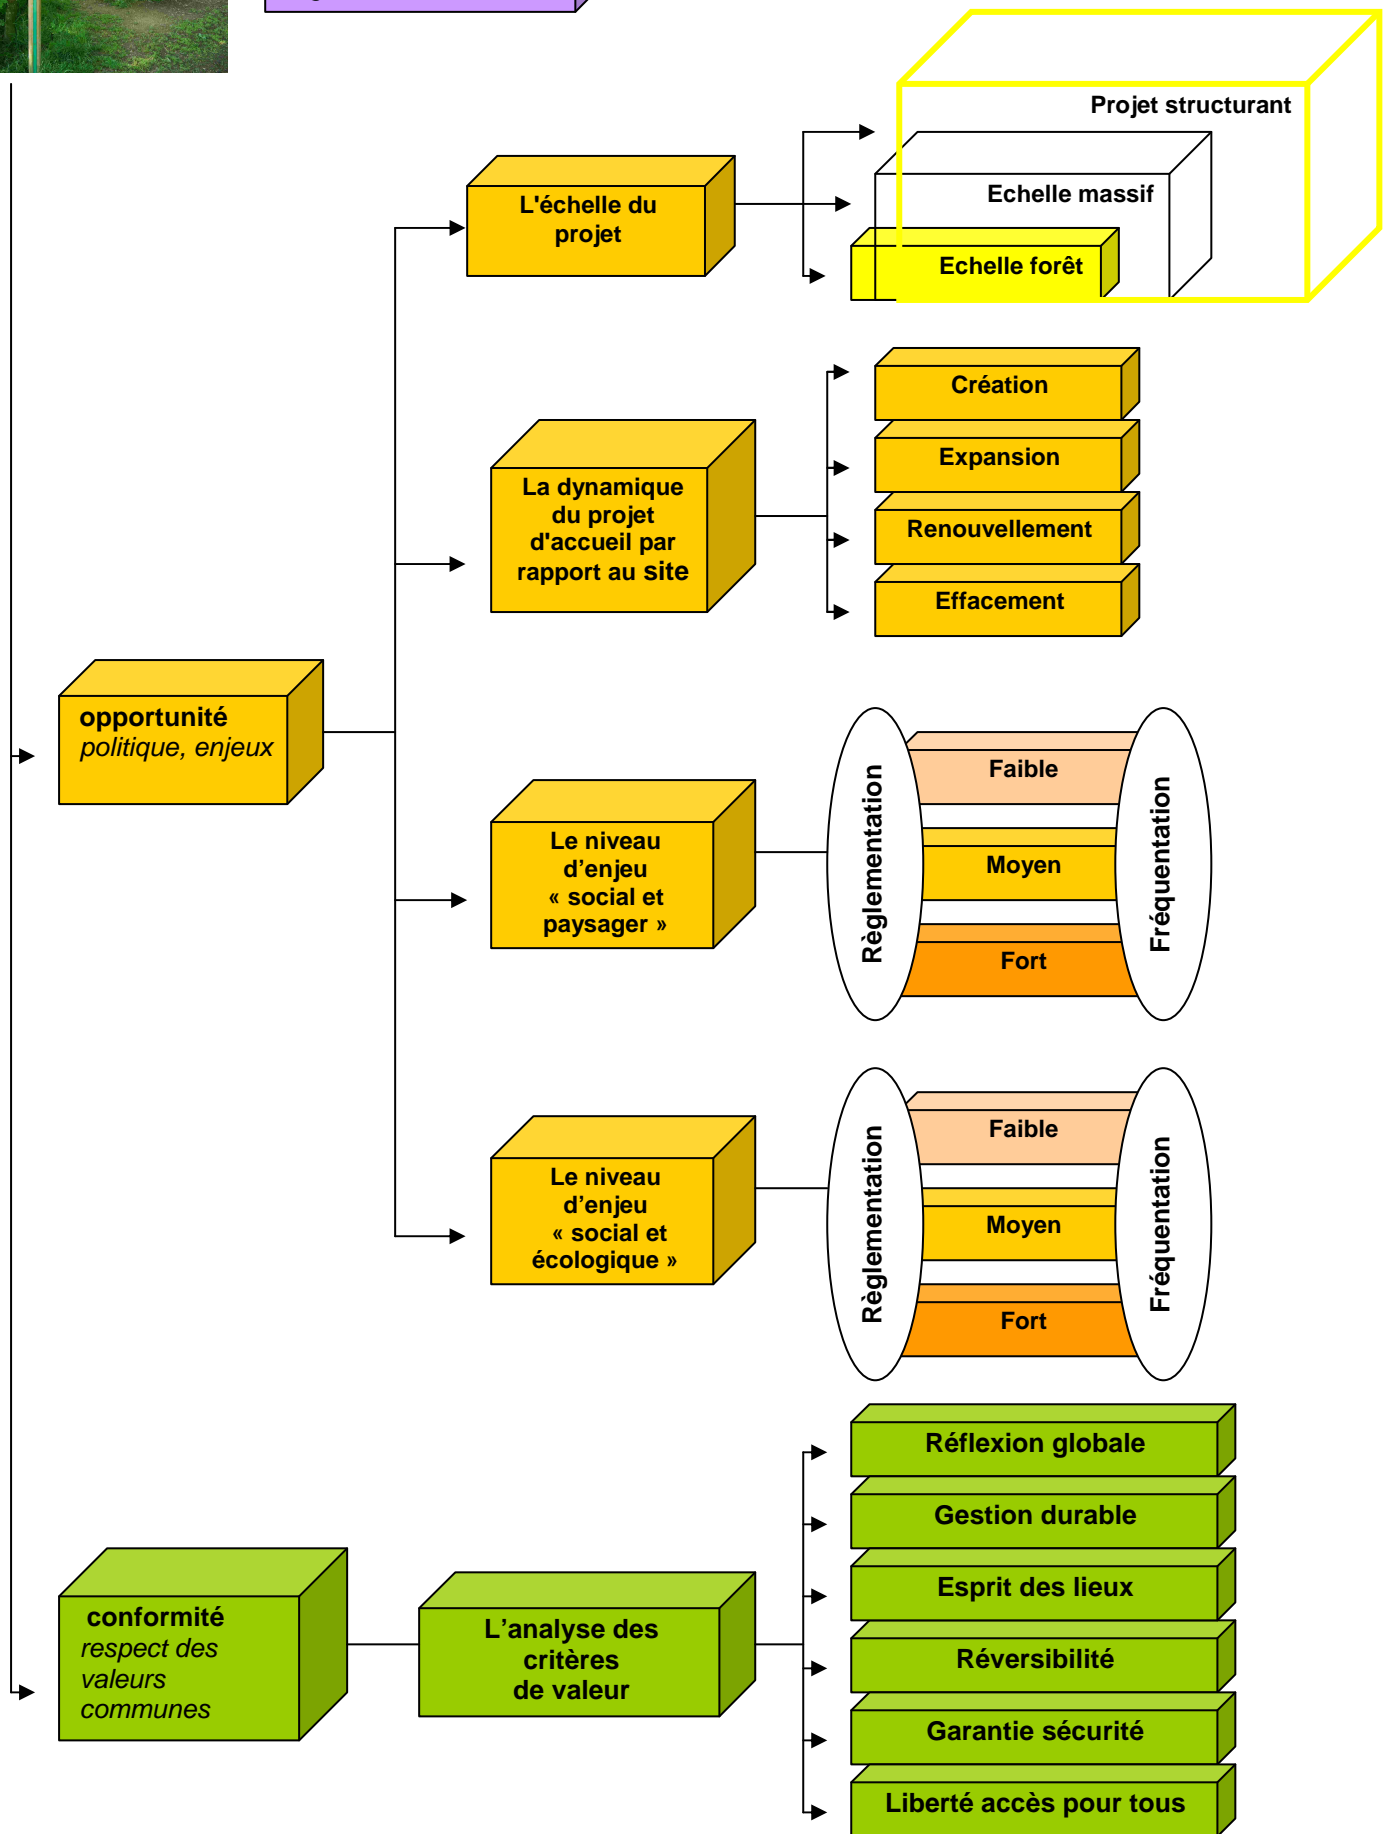 Projet structurant
Echelle massif
Echelle forêt
L'échelle du
projet
Création
Expansion
Renouvellement
Effacement
La dynamique
du projet
d'accueil par
rapport au site
opportunité
politique, enjeux
Règlementation
Faible
Moyen
Fort
Fréquentation
Le niveau
d’enjeu
« social et
paysager »
Règlementation
Faible
Moyen
Fort
Fréquentation
Le niveau
d’enjeu
« social et
écologique »
conformité
respect des
valeurs
communes
L’analyse des
critères
de valeur
Réflexion globale
Gestion durable
Esprit des lieux
Réversibilité
Garantie sécurité
Liberté accès pour tous